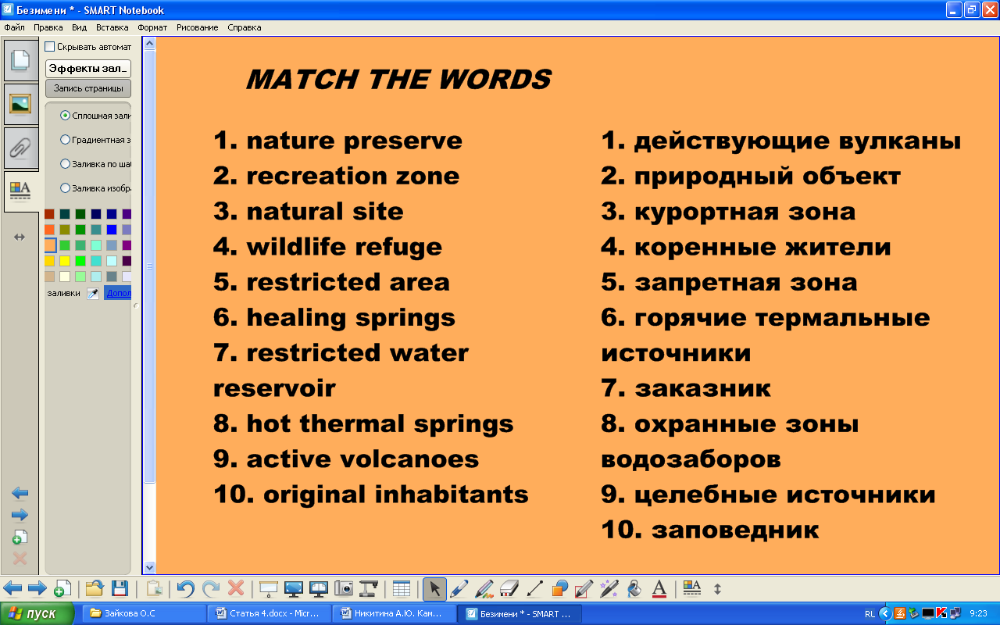 Безимени * - SMART Notebook
Файл Правка Вид Вставка Формат Рисование Справка
Скрывать автомат
Эффекты зал...
Запись страницы
Сплошная зали
Градиентная з
Заливка по шаб
Заливка изобр
заливки Допол
MATCH THE WORDS
1. nature preserve
2. recreation zone
3. natural site
4. wildlife refuge
5. restricted area
6. healing springs
7. restricted water
reservoir
8. hot thermal springs
9. active volcanoes
10. original inhabitants
1. действующие вулканы
2. природный объект
3. курортная зона
4. коренные жители
5. запретная зона
6. горячие термальные
источники
7. заказник
8. охранные зоны
водозаборов
9. целебные источники
10. заповедник
пуск Зайкова О.С Статья 4.docx - Micr... Никитина А.Ю. Кам... Безимени * - SMART ... RL 9:23